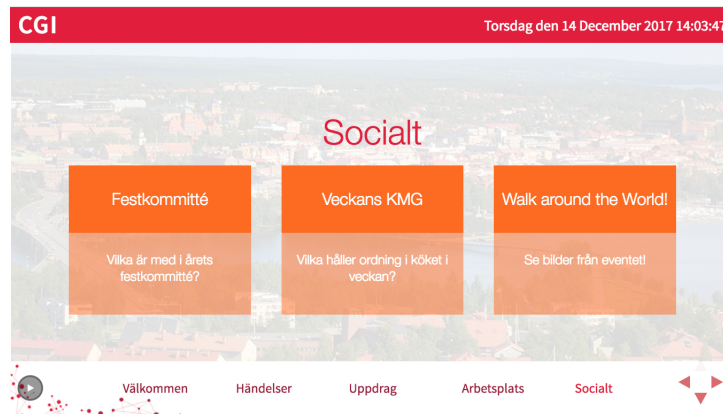 CGI
Torsdag den 14 December 2017 14:03:47
Socialt
Festkommitté
Vilka är med i årets
festkommitté?
Veckans KMG
Vilka håller ordning i köket i
veckan?
Walk around the World!
Se bilder från eventet!
Välkommen
Händelser
Uppdrag
Arbetsplats
Socialt